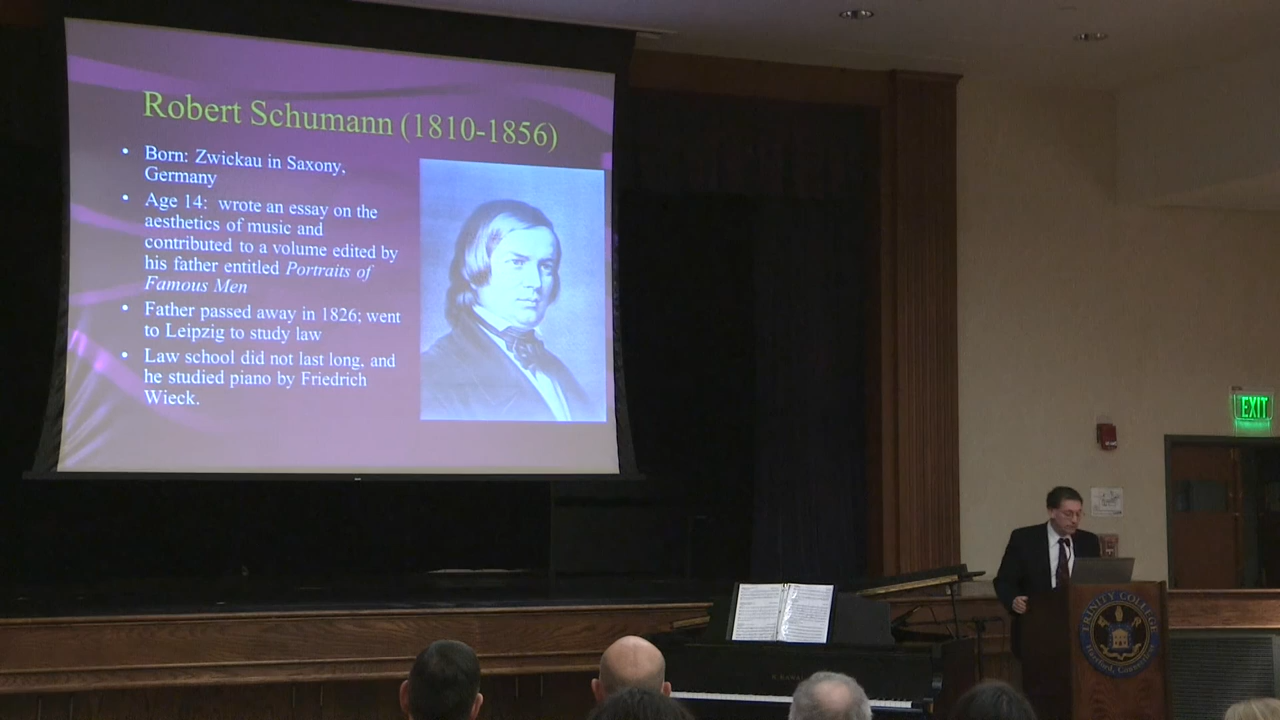 Robert Schumann (1810-1856)
• Born: Zwickau in Saxony,
Germany
• Age 14: wrote an essay on the
aesthetics of music and
contributed to a volume edited by
his father entitled Portraits of
Famous Men
• Father passed away in 1826; went
to Leipzig to study law
• Law school did not last long, and
he studied piano by Friedrich
Wieck.
EXIT
TRINITY COLLEGE
Hartford, Connecticut